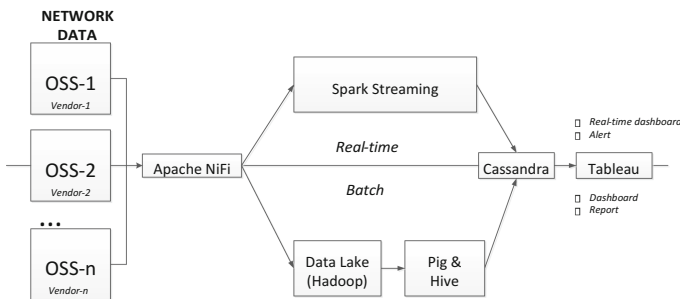 NETWORK
DATA
OSS-1
Vendor-1
OSS-2
Vendor-2
...
OSS-n
Vendor-n
Apache NiFi
Spark Streaming
Real-time
Batch
Data Lake
(Hadoop)
Pig &
Hive
Cassandra
Real-time dashboard
Alert
Tableau
Dashboard
Report